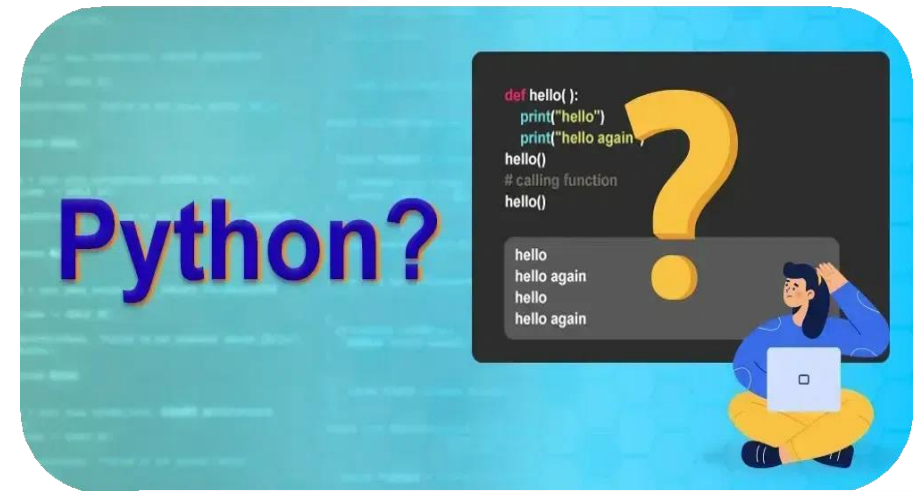 Python?
def hello( ):
print("hello")
print("hello again"
hello()
# calling function
hello()
hello
hello again
hello
hello again